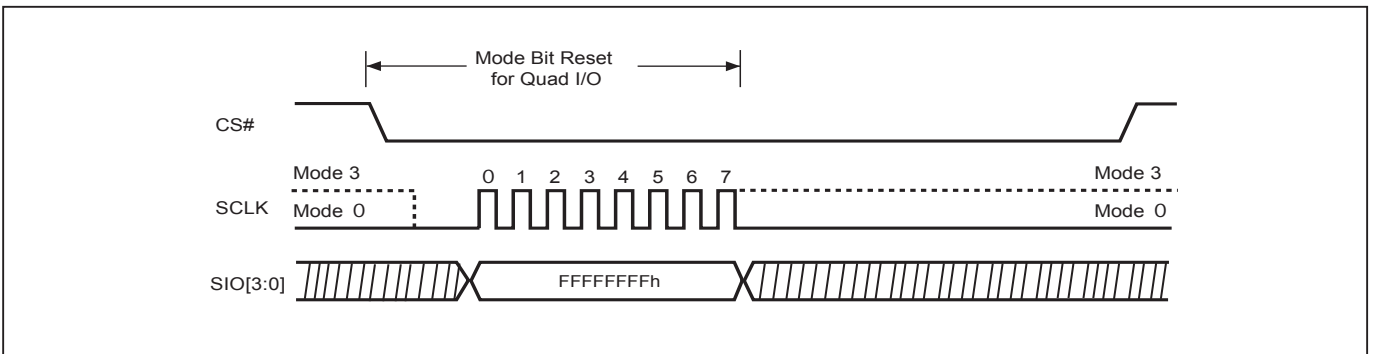 Mode Bit Reset
for Quad I/O
CS#
Mode 3
0 1 2 3 4 5 6 7
Mode 3
SCLK
Mode 0
Mode 0
SIO[3:0]
FFFFFFFFh